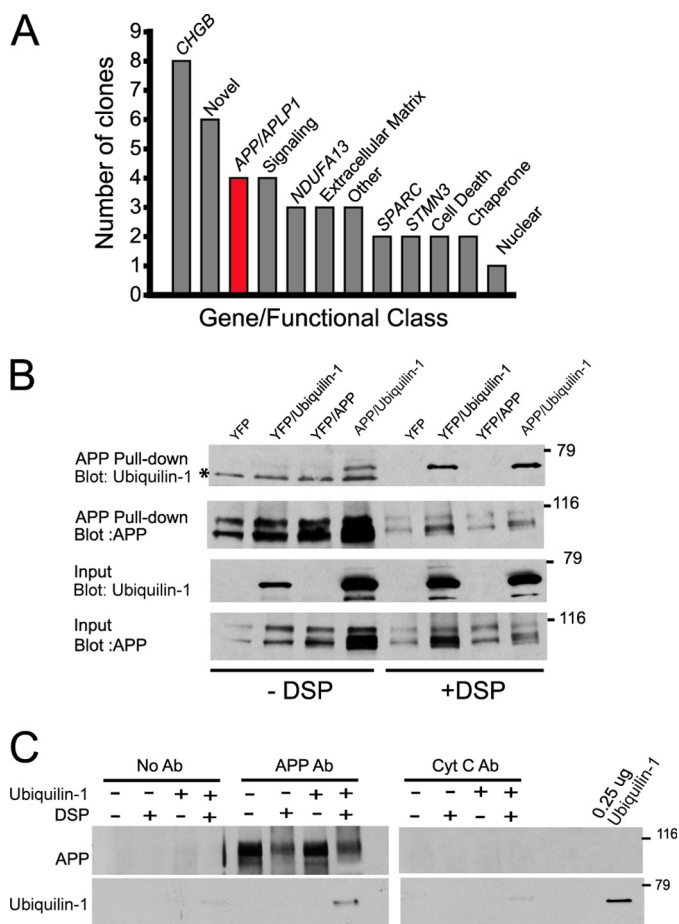 A
Number of clones
9
8
7
6
5
4
3
2
1
0
CHGB
Novel
APP/APLP1
Signaling
NDUFA13
Extracellular Matrix
Other
SPARC
STMN3
Cell Death
Chaperone
Nuclear
Gene/Functional Class
B
YFP YFP/Ubiquilin-1 YFP/APP APP/Ubiquilin-1 YFP YFP/Ubiquilin-1 YFP/APP APP/Ubiquilin-1
APP Pull-down
Blot: Ubiquilin-1 *
79
APP Pull-down
Blot :APP
116
Input
Blot: Ubiquilin-1
79
Input
Blot :APP
116
- DSP +DSP
C
No Ab APP Ab Cyt C Ab
0.25 ug
Ubiquilin-1
Ubiquilin-1 - - + + - - + + - - + +
DSP - + - + - + - + - + - +
APP
116
Ubiquilin-1
79